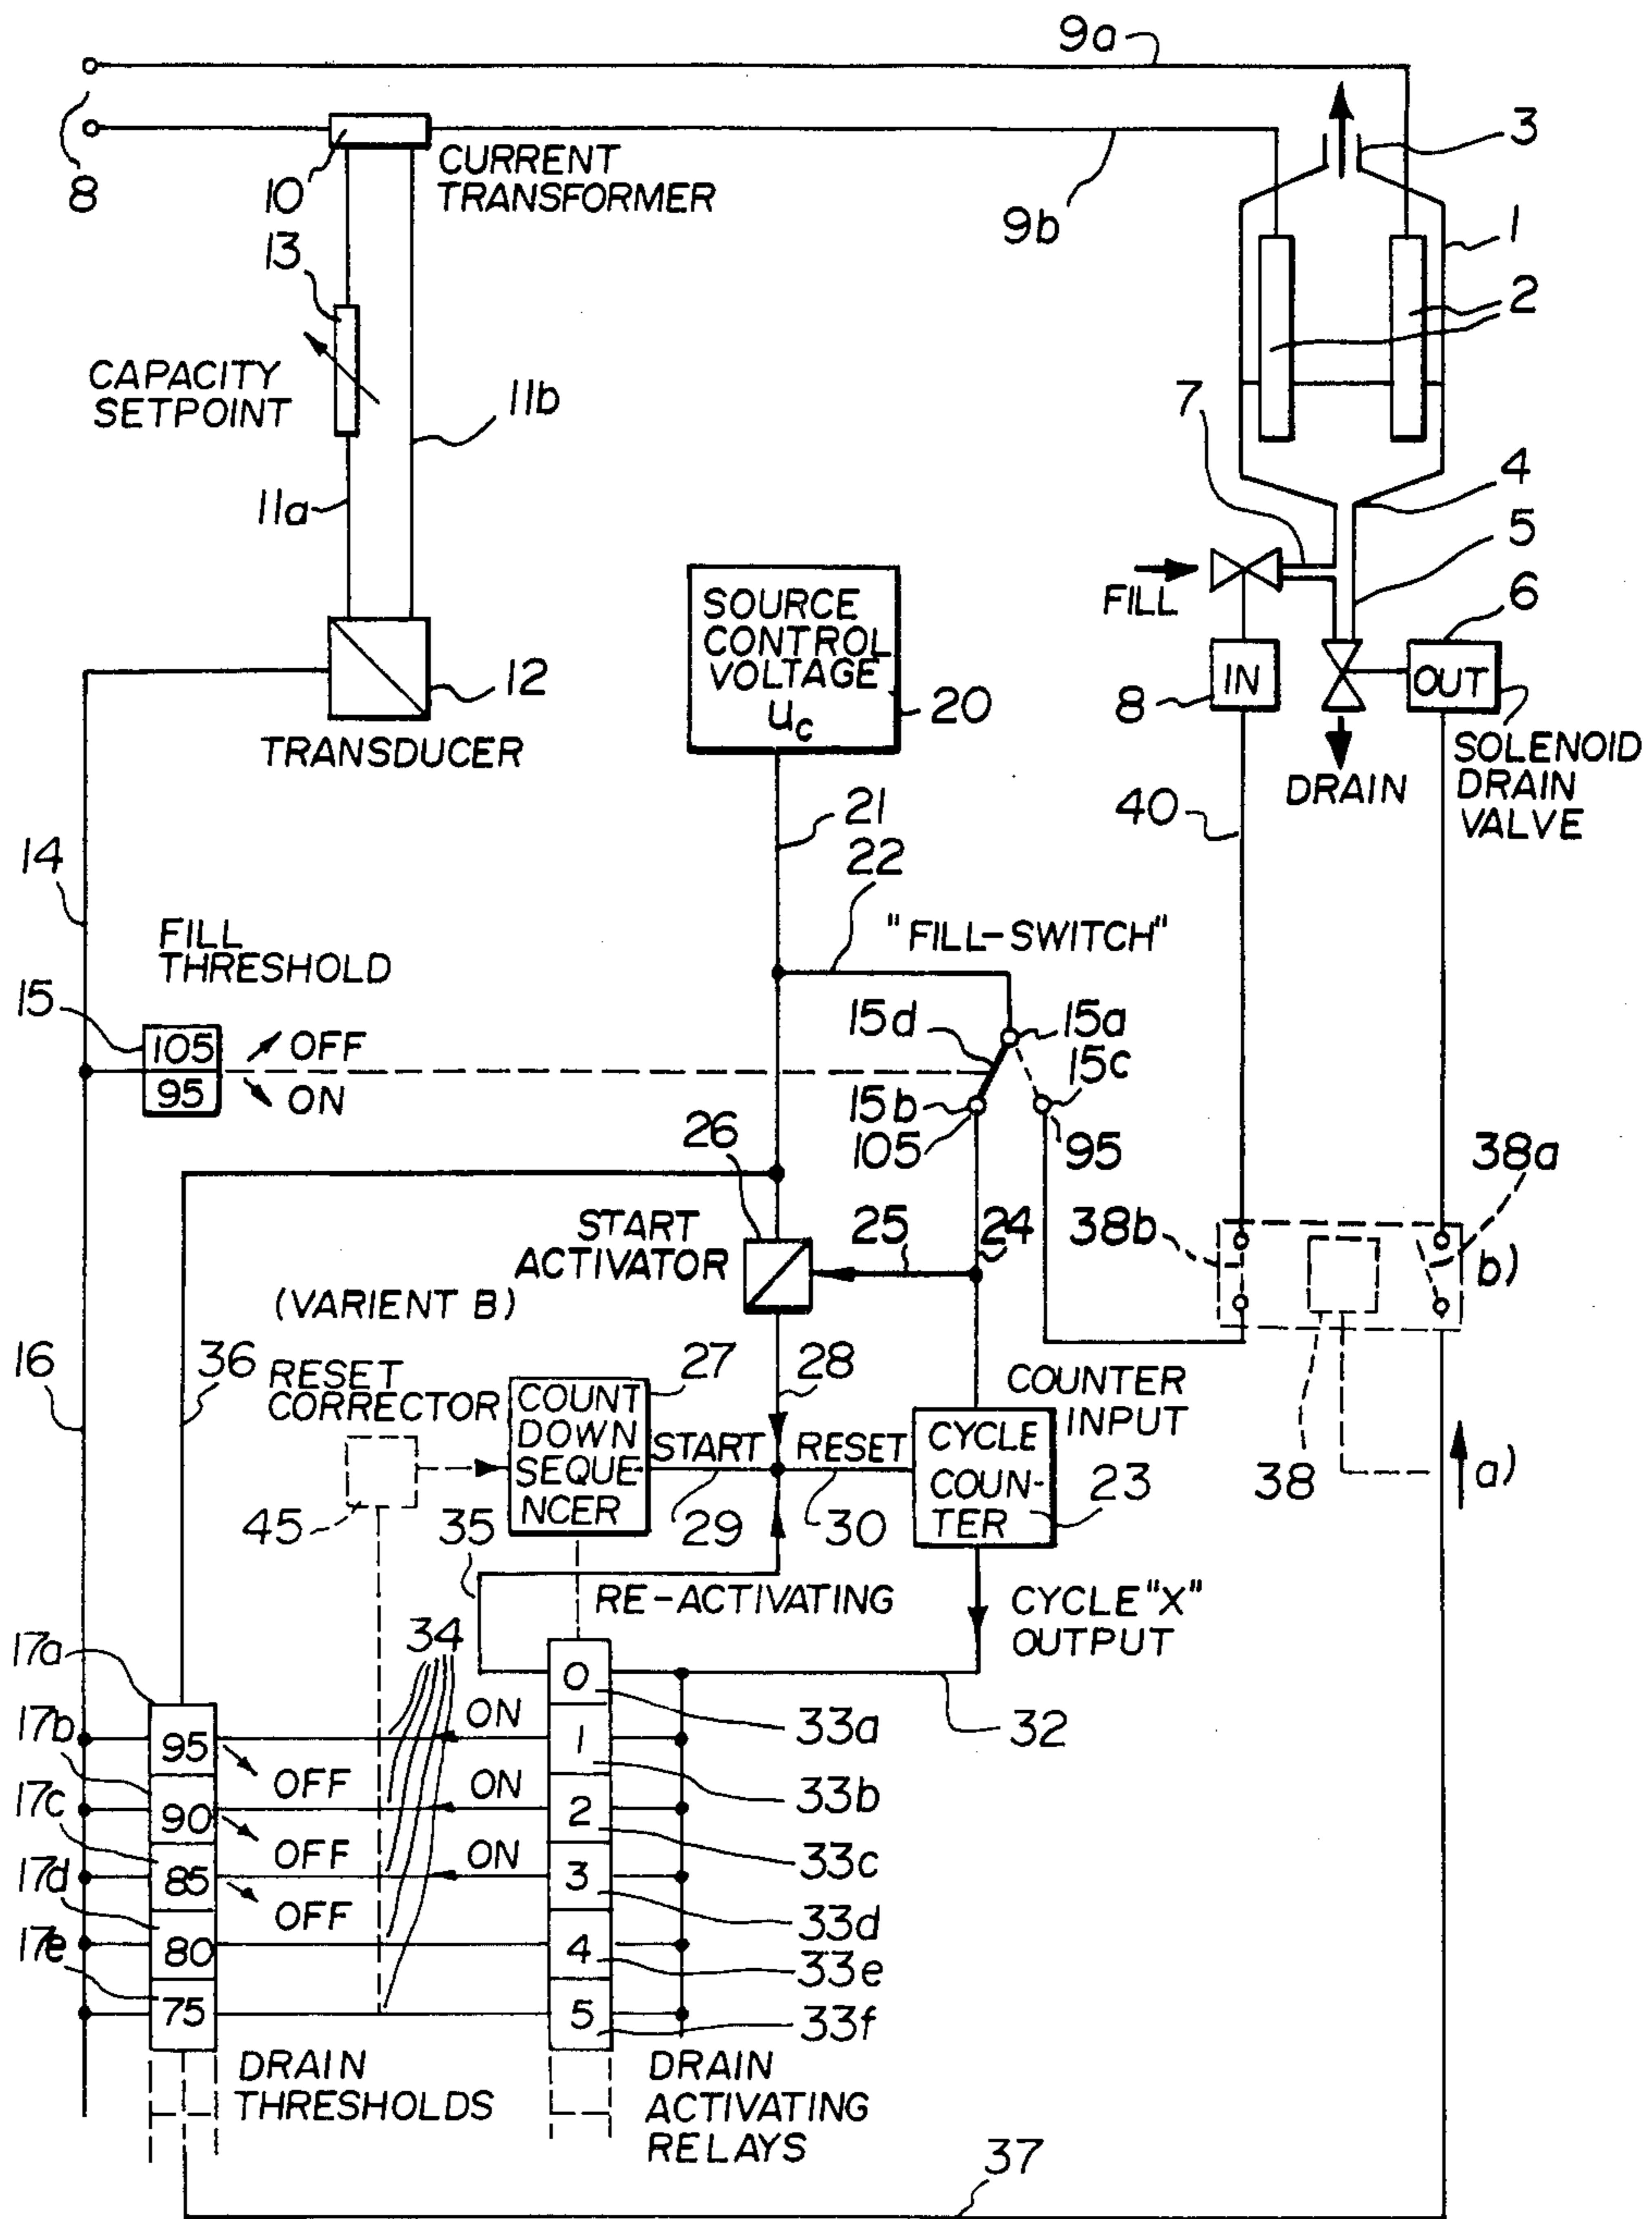 9a
8
10
CURRENT
TRANSFORMER
9b
3
1
2
13
CAPACITY
SETPOINT
11b
11a
7
4
5
6
FILL
IN
OUT
8
SOURCE
CONTROL
VOLTAGE
uc
20
12
TRANSDUCER
DRAIN
SOLENOID
DRAIN
VALVE
40
21
22
14
FILL
THRESHOLD
"FILL-SWITCH"
15
105
95
OFF
ON
15d
15a
15c
15b
105
95
26
38a
START
ACTIVATOR
25
24
38b
b)
(VARIENT B)
16
36
RESET
CORRECTOR
27
28
COUNT
DOWN
SEQUE-
NCER
START
RESET
COUNTER
INPUT
CYCLE
COUN-
TER
23
38
a)
45
35
29
30
RE-ACTIVATING
CYCLE "X"
OUTPUT
17a
34
0
33a
32
17b
95
ON
1
33b
OFF
17c
90
ON
2
33c
OFF
17d
85
ON
3
33d
OFF
17e
80
4
33e
75
5
33f
DRAIN
THRESHOLDS
DRAIN
ACTIVATING
RELAYS
37